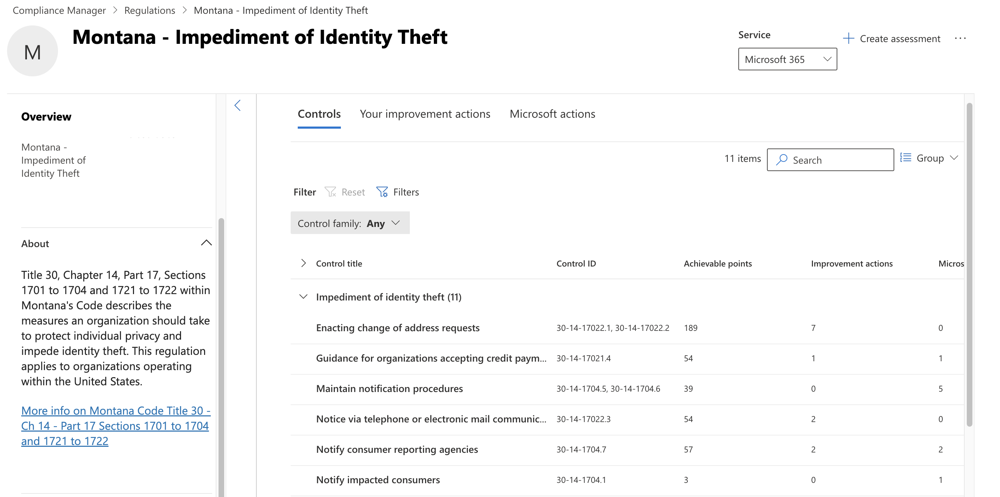 Compliance Manager > Regulations > Montana - Impediment of Identity Theft
M
Montana - Impediment of Identity Theft
Service
Microsoft 365
Create assessment
Overview
Montana -
Impediment of
Identity Theft
About
Title 30, Chapter 14, Part 17, Sections
1701 to 1704 and 1721 to 1722 within
Montana's Code describes the
measures an organization should take
to protect individual privacy and
impede identity theft. This regulation
applies to organizations operating
within the United States.
More info on Montana Code Title 30 -
Ch 14 - Part 17 Sections 1701 to 1704
and 1721 to 1722
Controls Your improvement actions Microsoft actions
11 items Search Group
Filter Reset Filters
Control family: Any
Control title Control ID Achievable points Improvement actions Micros
Impediment of identity theft (11)
Enacting change of address requests 30-14-17022.1, 30-14-17022.2 189 7 0
Guidance for organizations accepting credit paym... 30-14-17021.4 54 1 1
Maintain notification procedures 30-14-1704.5, 30-14-1704.6 39 0 5
Notice via telephone or electronic mail communic... 30-14-17022.3 54 2 0
Notify consumer reporting agencies 30-14-1704.7 57 2 2
Notify impacted consumers 30-14-1704.1 3 0 1